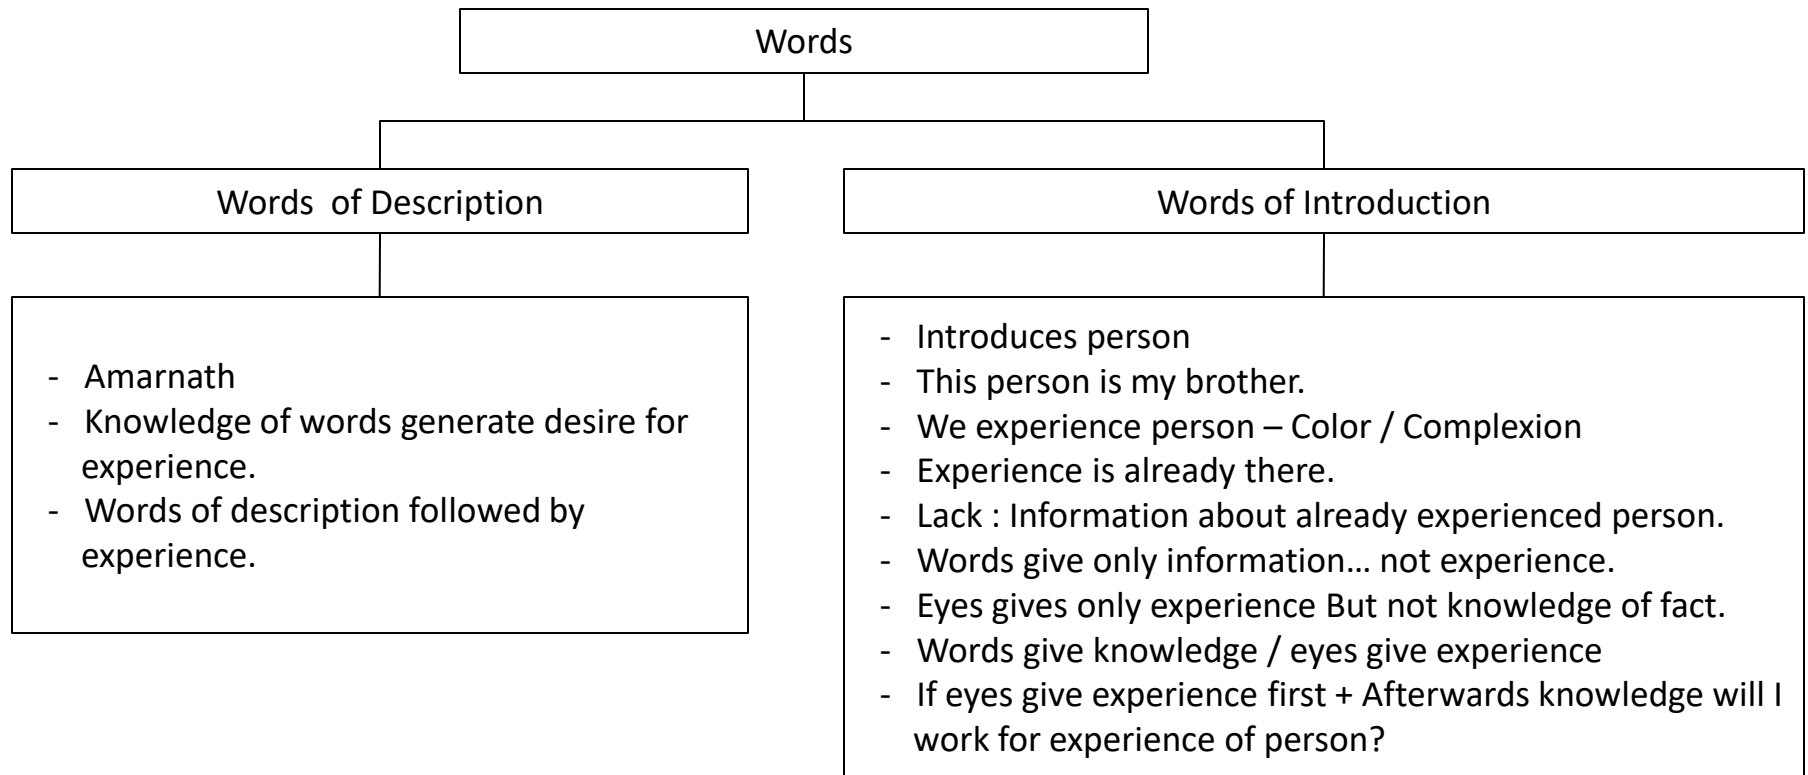 Words
Words of Description
- Amarnath
- Knowledge of words generate desire for
experience.
- Words of description followed by
experience.
Words of Introduction
- Introduces person
- This person is my brother.
- We experience person – Color / Complexion
- Experience is already there.
- Lack : Information about already experienced person.
- Words give only information... not experience.
- Eyes gives only experience But not knowledge of fact.
- Words give knowledge / eyes give experience
- If eyes give experience first + Afterwards knowledge will I
work for experience of person?